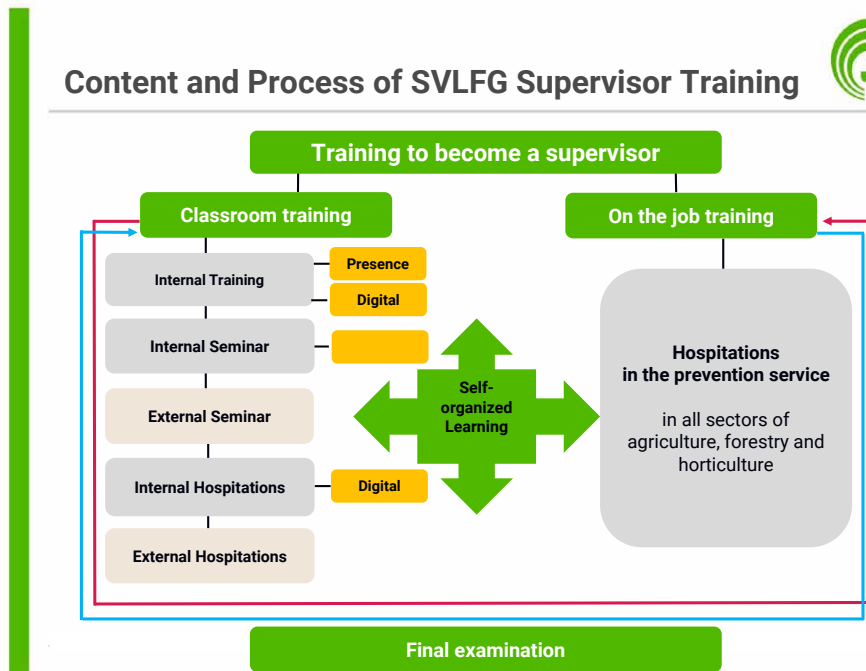 Content and Process of SVLFG Supervisor Training
Training to become a supervisor
Classroom training
On the job training
Internal Training
Presence
Digital
Internal Seminar
External Seminar
Internal Hospitations
Digital
External Hospitations
Self-
organized
Learning
Hospitations
in the prevention service
in all sectors of
agriculture, forestry and
horticulture
Final examination